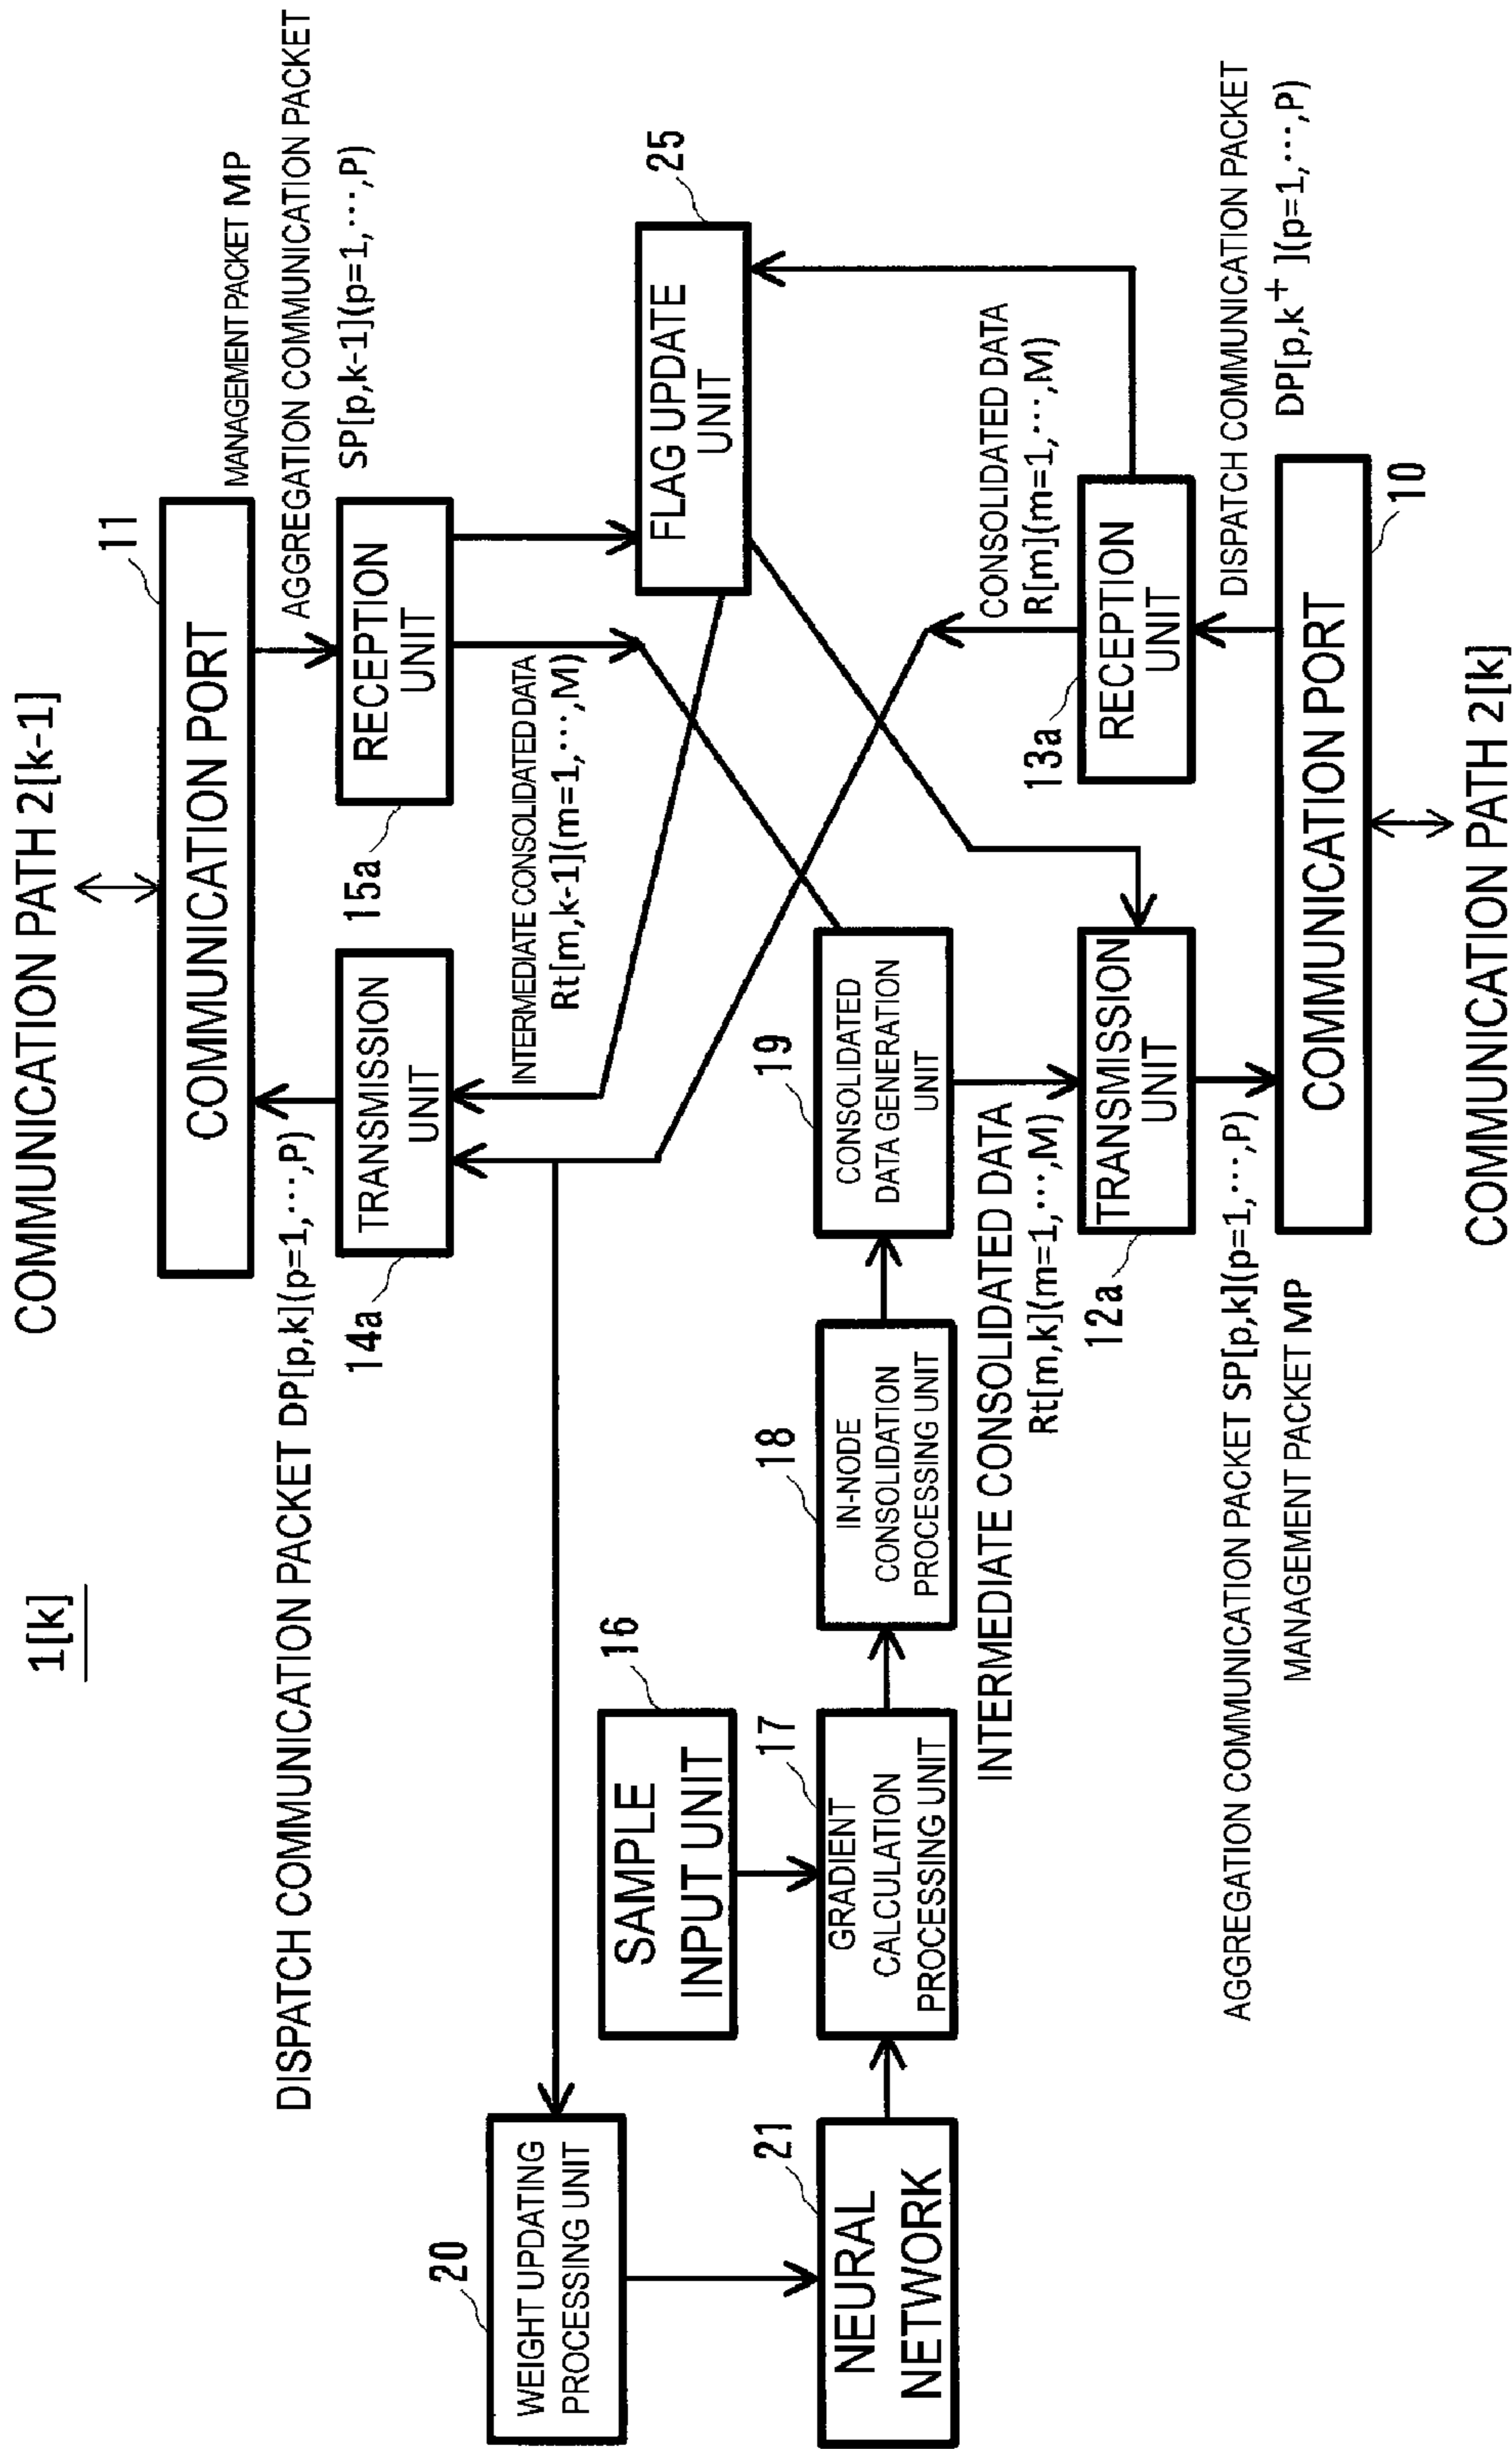 1[k]
COMMUNICATION PATH 2[k-1]
11
COMMUNICATION PORT
MANAGEMENT PACKET MP
AGGREGATION COMMUNICATION PACKET
SP[p,k-1](p=1,···,P)
DISPATCH COMMUNICATION PACKET DP[p,k](p=1,···,P)
14a
TRANSMISSION
UNIT
15a
RECEPTION
UNIT
INTERMEDIATE CONSOLIDATED DATA
Rt[m,k-1](m=1,···,M)
25
FLAG UPDATE
UNIT
20
WEIGHT UPDATING
PROCESSING UNIT
16
SAMPLE
INPUT UNIT
21
NEURAL
NETWORK
17
GRADIENT
CALCULATION
PROCESSING UNIT
18
IN-NODE
CONSOLIDATION
PROCESSING UNIT
19
CONSOLIDATED
DATA GENERATION
UNIT
CONSOLIDATED DATA
R[m](m=1,···,M)
INTERMEDIATE CONSOLIDATED DATA
Rt[m,k](m=1,···,M)
12a
TRANSMISSION
UNIT
13a
RECEPTION
UNIT
AGGREGATION COMMUNICATION PACKET SP[p,k](p=1,···,P)
MANAGEMENT PACKET MP
DISPATCH COMMUNICATION PACKET
DP[p,k⁺](p=1,···,P)
COMMUNICATION PORT
10
COMMUNICATION PATH 2[k]